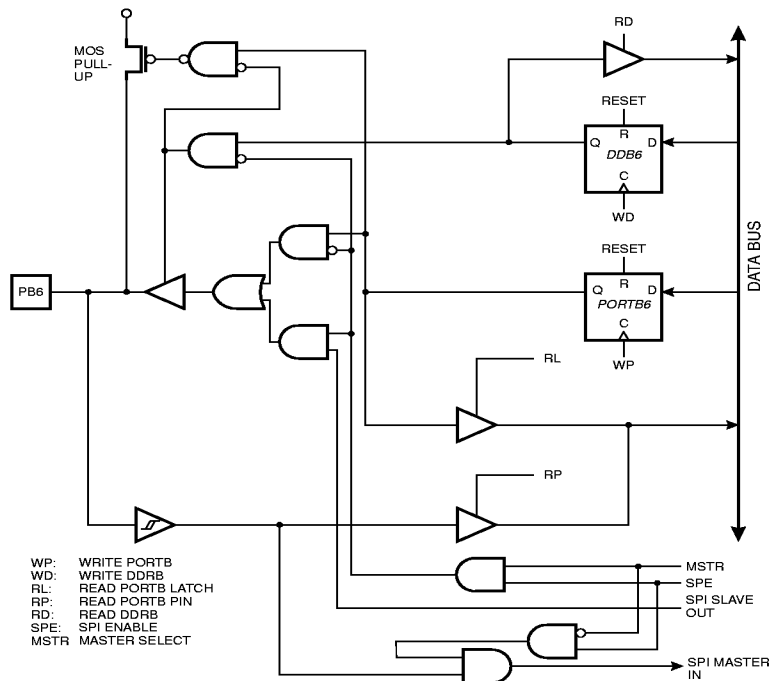 MOS
PULL-
UP
RD
RESET
R
Q
DDB6
D
C
WD
RESET
R
Q
PORTB6
D
C
WP
DATA BUS
PB6
RL
RP
MSTR
SPE
SPI SLAVE
OUT
SPI MASTER
IN
WP: WRITE PORTB
WD: WRITE DDRB
RL: READ PORTB LATCH
RP: READ PORTB PIN
RD: READ DDRB
SPE: SPI ENABLE
MSTR MASTER SELECT